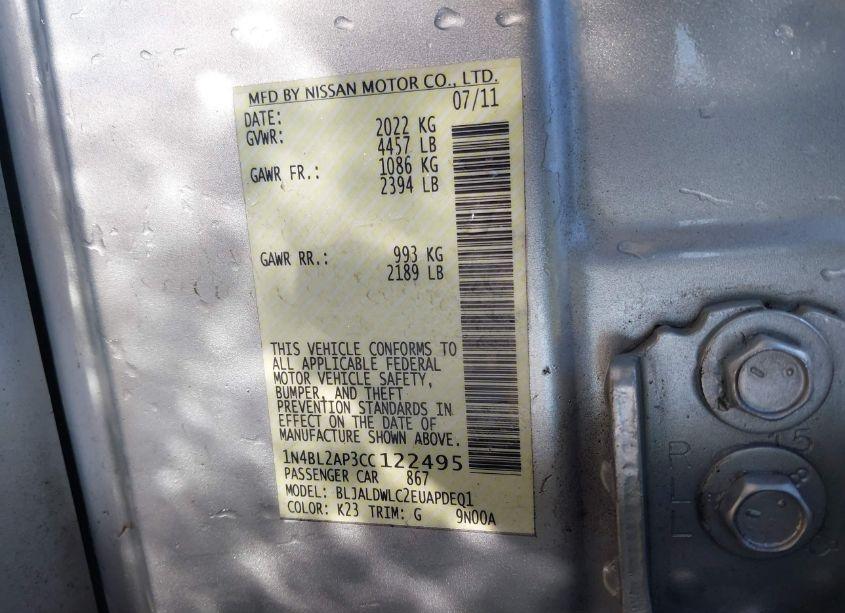 MFD BY NISSAN MOTOR CO., LTD.
DATE: 07/11
GVWR: 2022 KG
4457 LB
GAWR FR.: 1086 KG
2394 LB
GAWR RR.: 993 KG
2189 LB
THIS VEHICLE CONFORMS TO
ALL APPLICABLE FEDERAL
MOTOR VEHICLE SAFETY,
BUMPER, AND THEFT
PREVENTION STANDARDS IN
EFFECT ON THE DATE OF
MANUFACTURE SHOWN ABOVE.
1N4BL2AP3CC122495
PASSENGER CAR 867
MODEL: BLJALDWLC2EUAPDEQ1
COLOR: K23 TRIM: G 9N00A
8
15
RLL